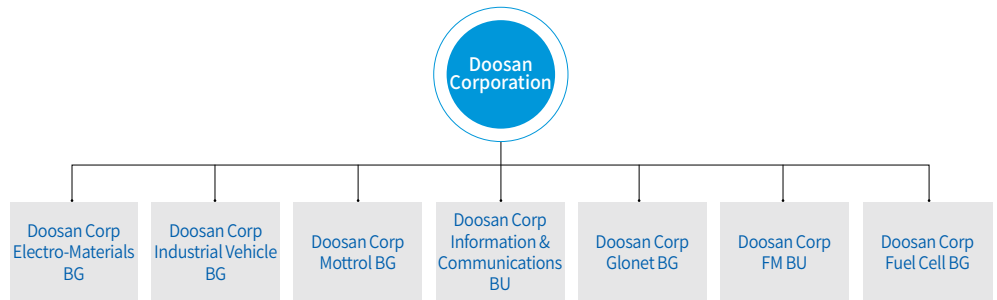 Doosan
Corporation
Doosan Corp
Electro-Materials
BG
Doosan Corp
Industrial Vehicle
BG
Doosan Corp
Mottrol BG
Doosan Corp
Information &
Communications
BU
Doosan Corp
Glonet BG
Doosan Corp
FM BU
Doosan Corp
Fuel Cell BG